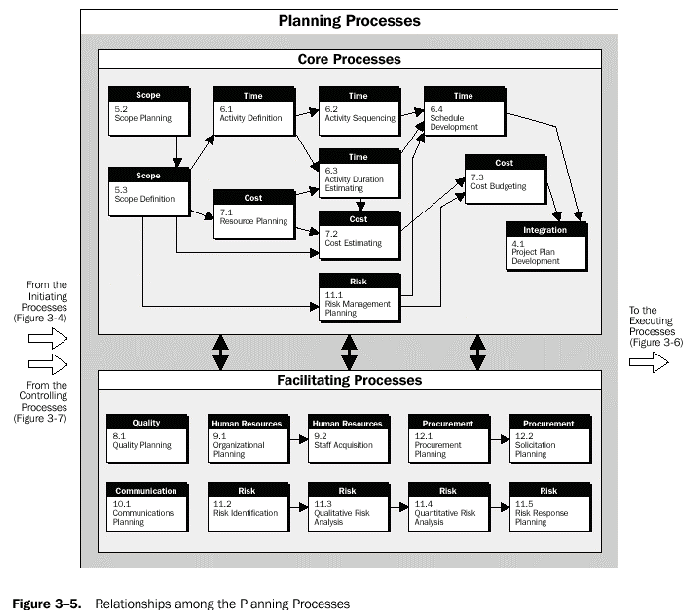 Planning Processes
Core Processes
Scope
5.2
Scope Planning
Time
6.1
Activity Definition
Time
6.2
Activity Sequencing
Time
6.4
Schedule
Development
Scope
5.3
Scope Definition
Time
6.3
Activity Duration
Estimating
Cost
7.3
Cost Budgeting
Cost
7.1
Resource Planning
Cost
7.2
Cost Estimating
Integration
4.1
Project Plan
Development
Risk
11.1
Risk Management
Planning
From the
Initiating
Processes
(Figure 3-4)
From the
Controlling
Processes
(Figure 3-7)
To the
Executing
Processes
(Figure 3-6)
Facilitating Processes
Quality
8.1
Quality Planning
Human Resources
9.1
Organizational
Planning
Human Resources
9.2
Staff Acquisition
Procurement
12.1
Procurement
Planning
Procurement
12.2
Solicitation
Planning
Communication
10.1
Communications
Planning
Risk
11.2
Risk Identification
Risk
11.3
Qualitative Risk
Analysis
Risk
11.4
Quantitative Risk
Analysis
Risk
11.5
Risk Response
Planning
Figure 3–5. Relationships among the Planning Processes